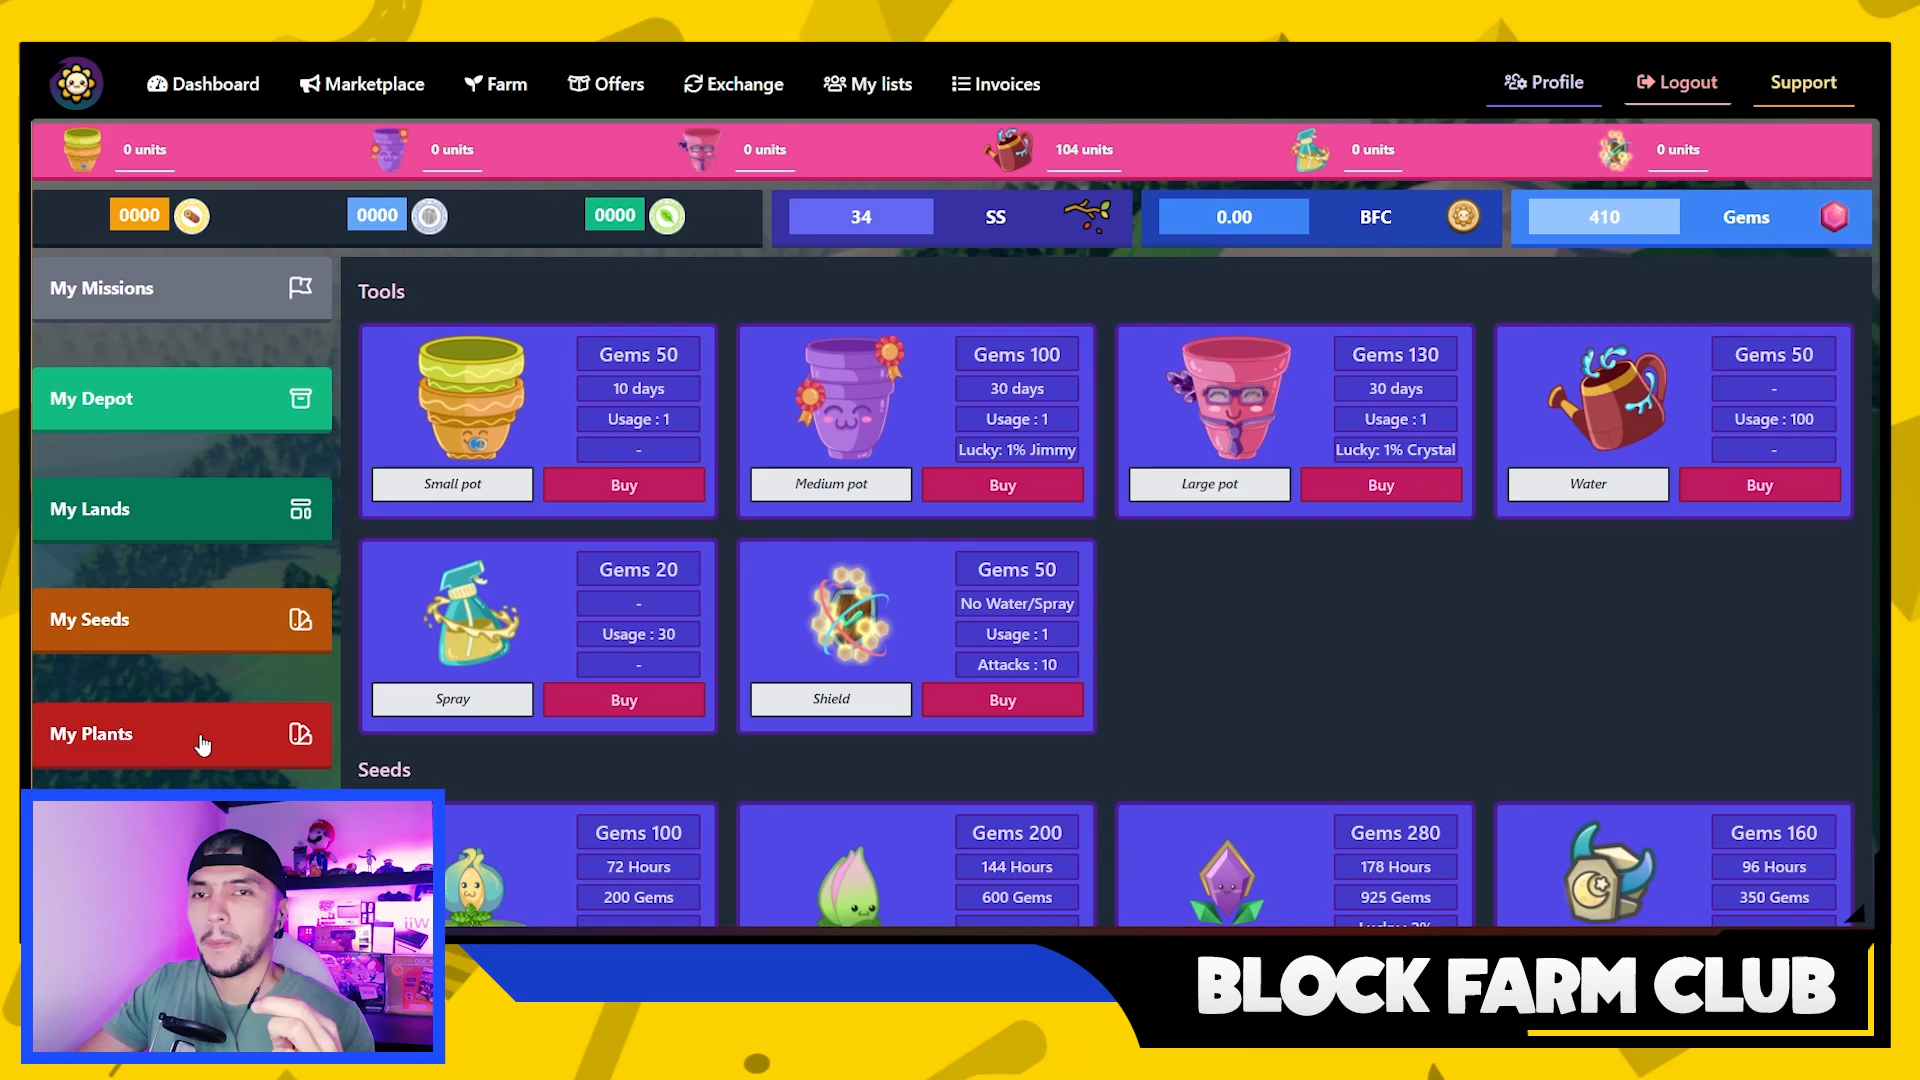 Dashboard
Marketplace
Farm
Offers
Exchange
My lists
Invoices
Profile
Logout
Support
0 units
0 units
0 units
104 units
0 units
0 units
0000
0000
0000
34
SS
0.00
BFC
410
Gems
My Missions
My Depot
My Lands
My Seeds
My Plants
Tools
Gems 50
10 days
Usage : 1
-
Small pot
Buy
Gems 100
30 days
Usage : 1
Lucky: 1% Jimmy
Medium pot
Buy
Gems 130
30 days
Usage : 1
Lucky: 1% Crystal
Large pot
Buy
Gems 50
-
Usage : 100
-
Water
Buy
Gems 20
-
Usage : 30
-
Spray
Buy
Gems 50
No Water/Spray
Usage : 1
Attacks : 10
Shield
Buy
Seeds
Gems 100
72 Hours
200 Gems
Gems 200
144 Hours
600 Gems
Gems 280
178 Hours
925 Gems
Gems 160
96 Hours
350 Gems
BLOCK FARM CLUB